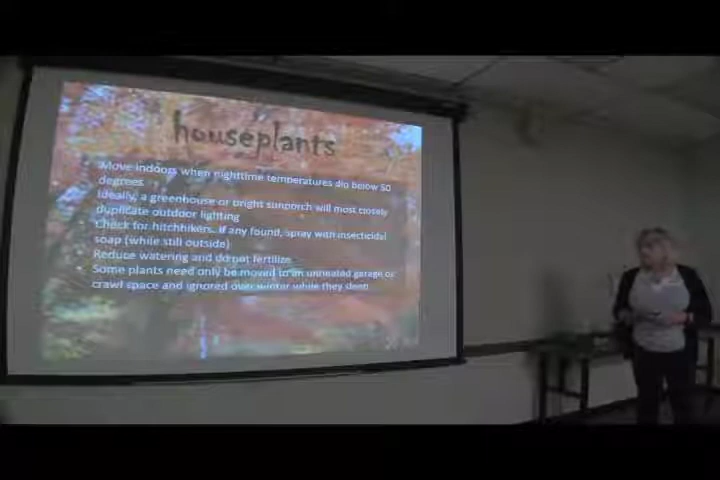 houseplants
Move indoors when nighttime temperatures dip below 50
degrees
Ideally, a greenhouse or bright sunporch will most closely
duplicate outdoor lighting
Check for hitchhikers. If any found, spray with insecticidal
soap (while still outside)
Reduce watering and do not fertilize
Some plants need only be moved to an unheated garage or
crawl space and ignored over winter while they sleep